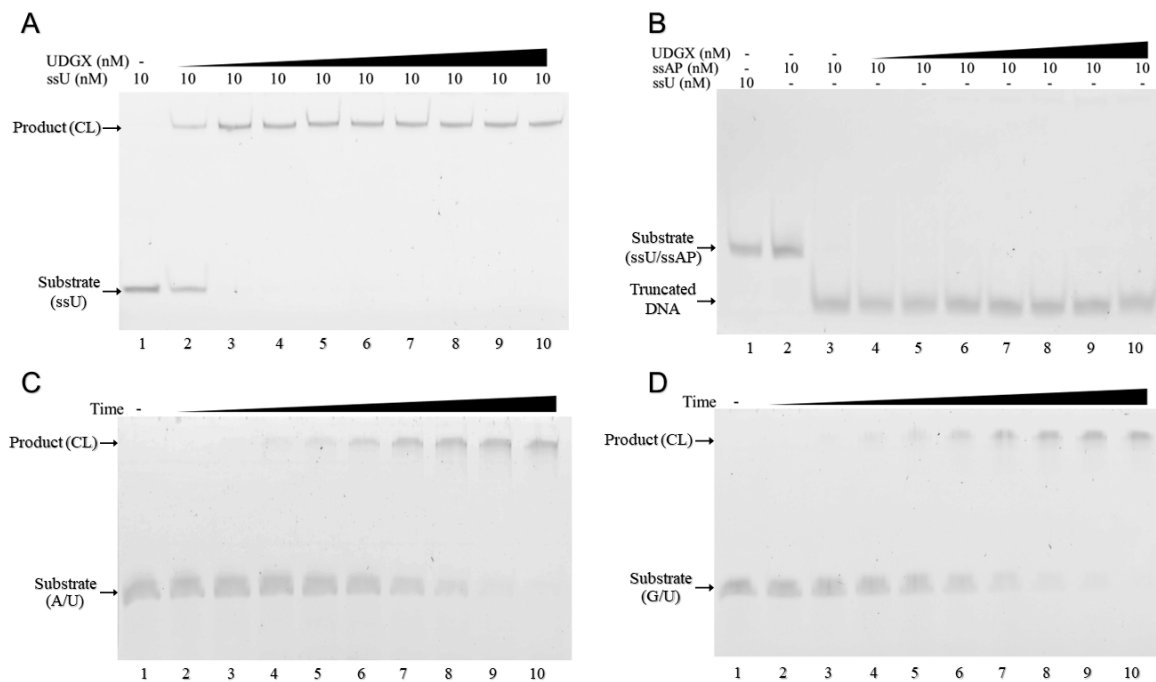 A
UDGX (nM) -
ssU (nM) 10 10 10 10 10 10 10 10 10 10
Product (CL)
Substrate
(ssU)
1 2 3 4 5 6 7 8 9 10
B
UDGX (nM) - - -
ssAP (nM) - 10 10 10 10 10 10 10 10 10
ssU (nM) 10 - - - - - - - - -
Substrate
(ssU/ssAP)
Truncated
DNA
1 2 3 4 5 6 7 8 9 10
C
Time -
Product (CL)
Substrate
(A/U)
1 2 3 4 5 6 7 8 9 10
D
Time -
Product (CL)
Substrate
(G/U)
1 2 3 4 5 6 7 8 9 10